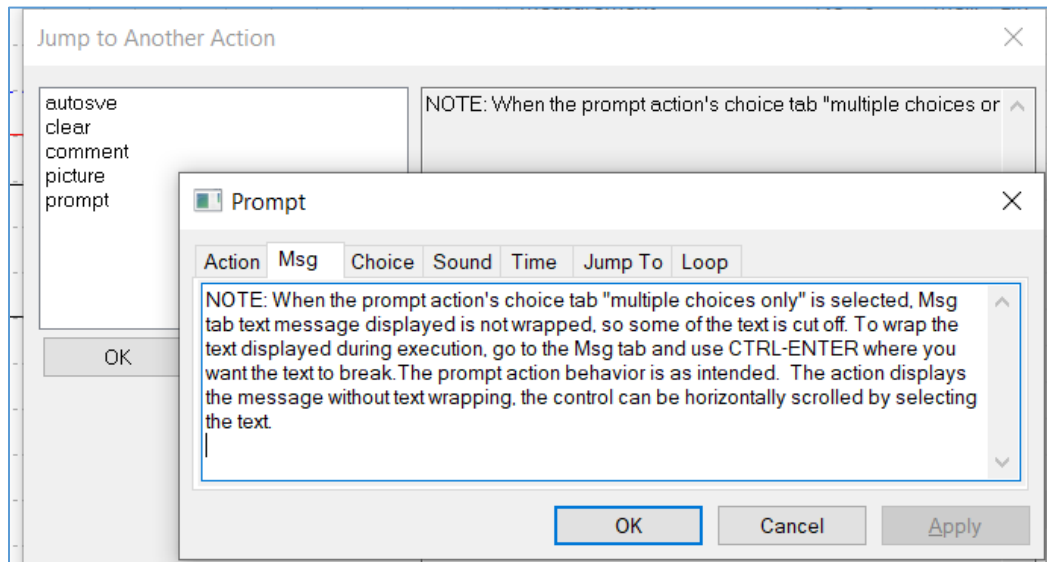 Jump to Another Action
autosve
clear
comment
picture
prompt
NOTE: When the prompt action's choice tab "multiple choices or
OK
Prompt
Action Msg Choice Sound Time Jump To Loop
NOTE: When the prompt action's choice tab "multiple choices only" is selected, Msg
tab text message displayed is not wrapped, so some of the text is cut off. To wrap the
text displayed during execution, go to the Msg tab and use CTRL-ENTER where you
want the text to break.The prompt action behavior is as intended.  The action displays
the message without text wrapping, the control can be horizontally scrolled by selecting
the text.
OK Cancel Apply